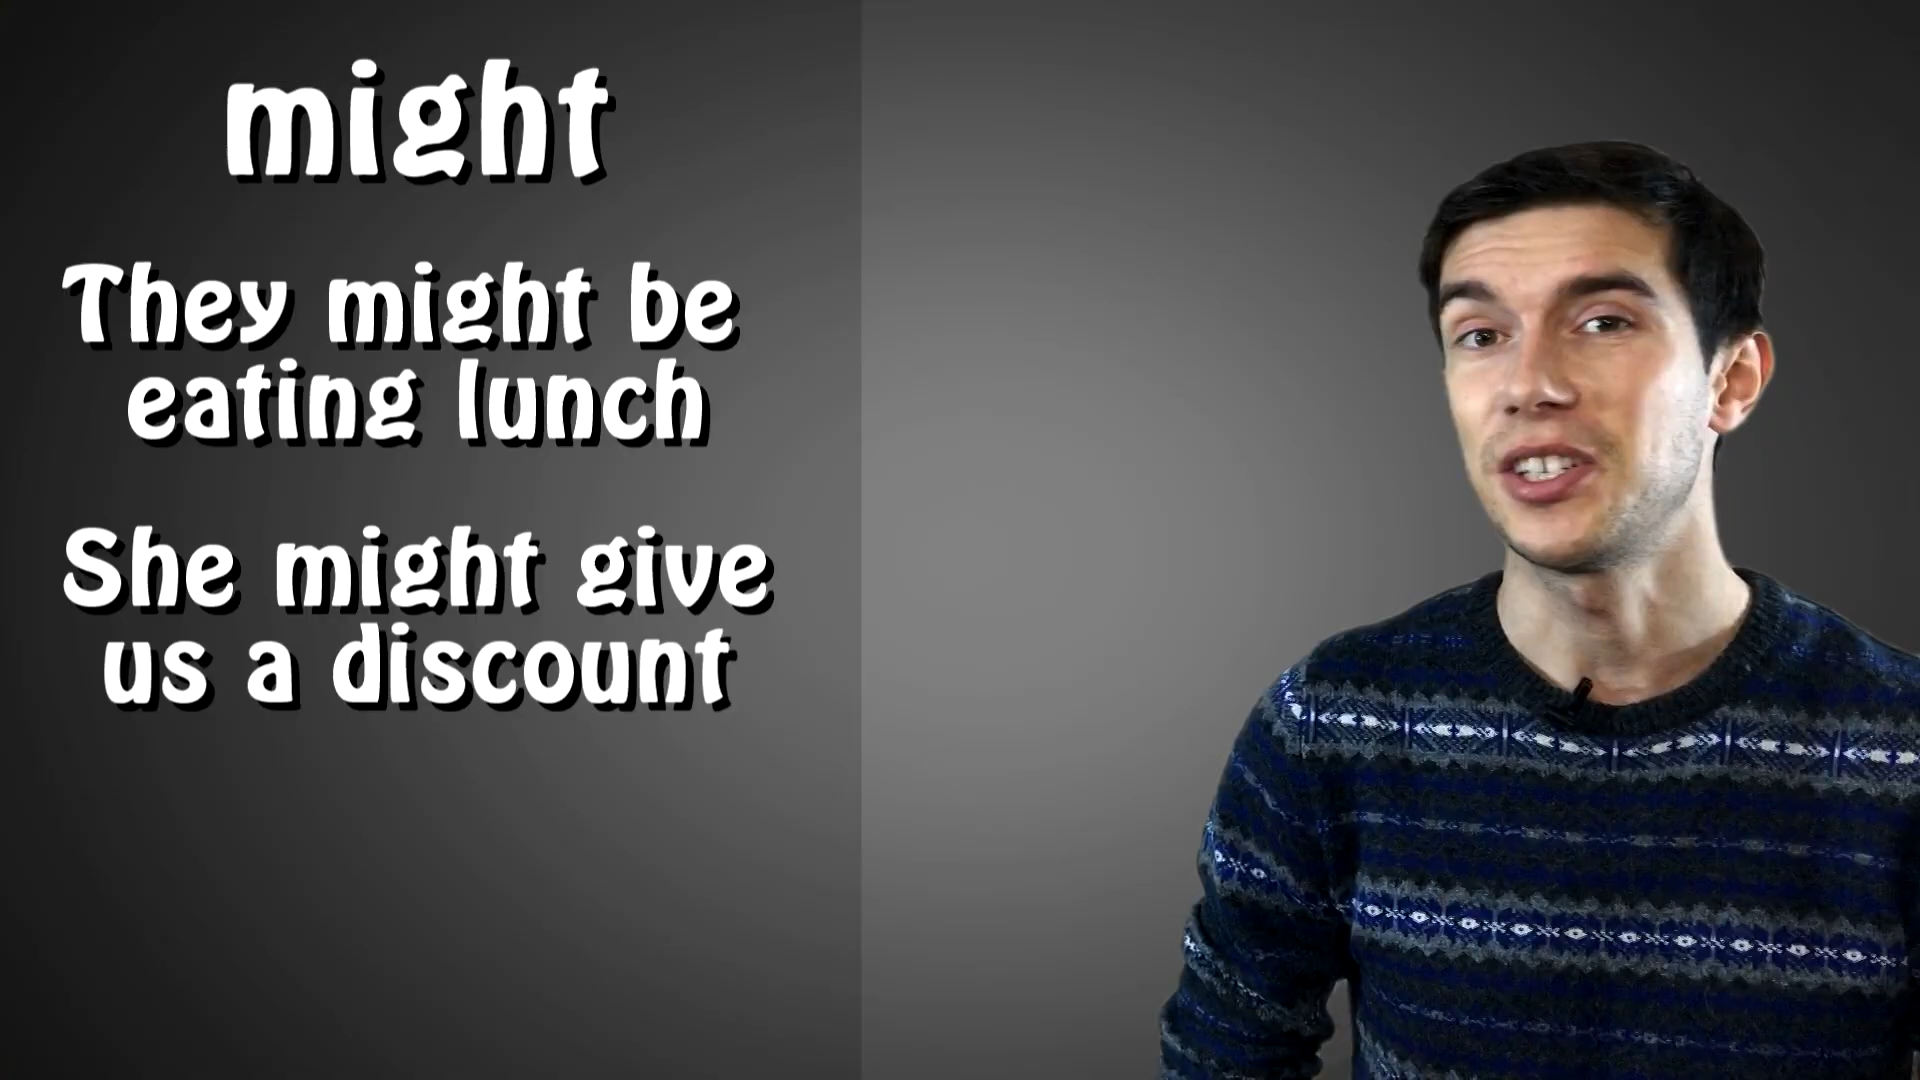 might
They might be
eating lunch
She might give
us a discount